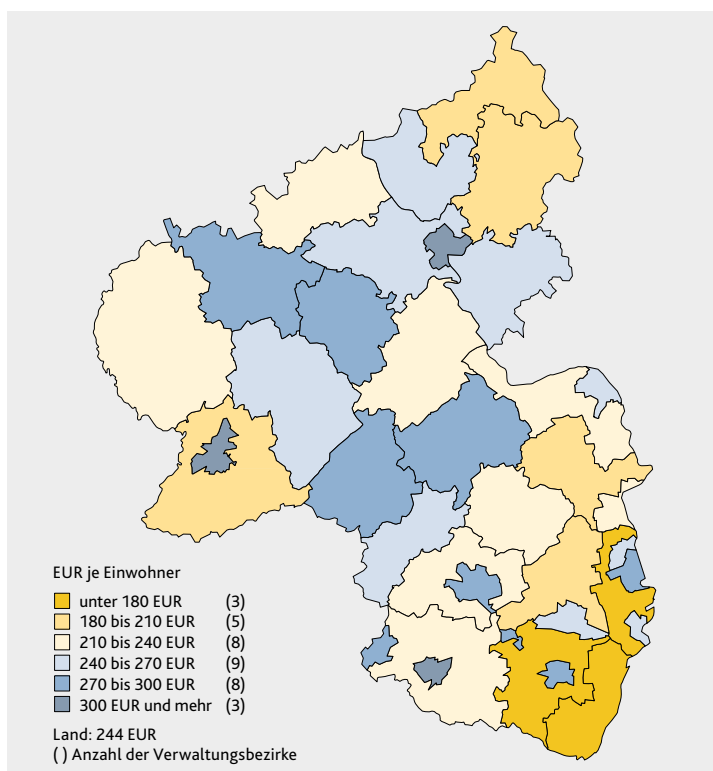 EUR je Einwohner
unter 180 EUR (3)
180 bis 210 EUR (5)
210 bis 240 EUR (8)
240 bis 270 EUR (9)
270 bis 300 EUR (8)
300 EUR und mehr (3)
Land: 244 EUR
( ) Anzahl der Verwaltungsbezirke